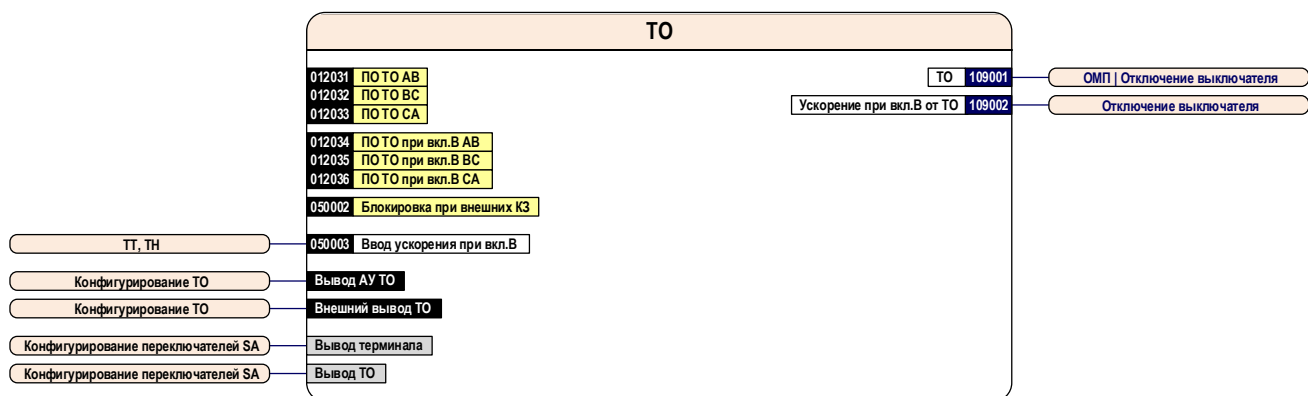 ТО
012031 ПО ТО АВ
012032 ПО ТО ВС
012033 ПО ТО СА
ТО 109001 ОМП | Отключение выключателя
Ускорение при вкл.В от ТО 109002 Отключение выключателя
012034 ПО ТО при вкл.В АВ
012035 ПО ТО при вкл.В ВС
012036 ПО ТО при вкл.В СА
050002 Блокировка при внешних КЗ
ТТ, ТН 050003 Ввод ускорения при вкл.В
Конфигурирование ТО Вывод АУ ТО
Конфигурирование ТО Внешний вывод ТО
Конфигурирование переключателей SA Вывод терминала
Конфигурирование переключателей SA Вывод ТО